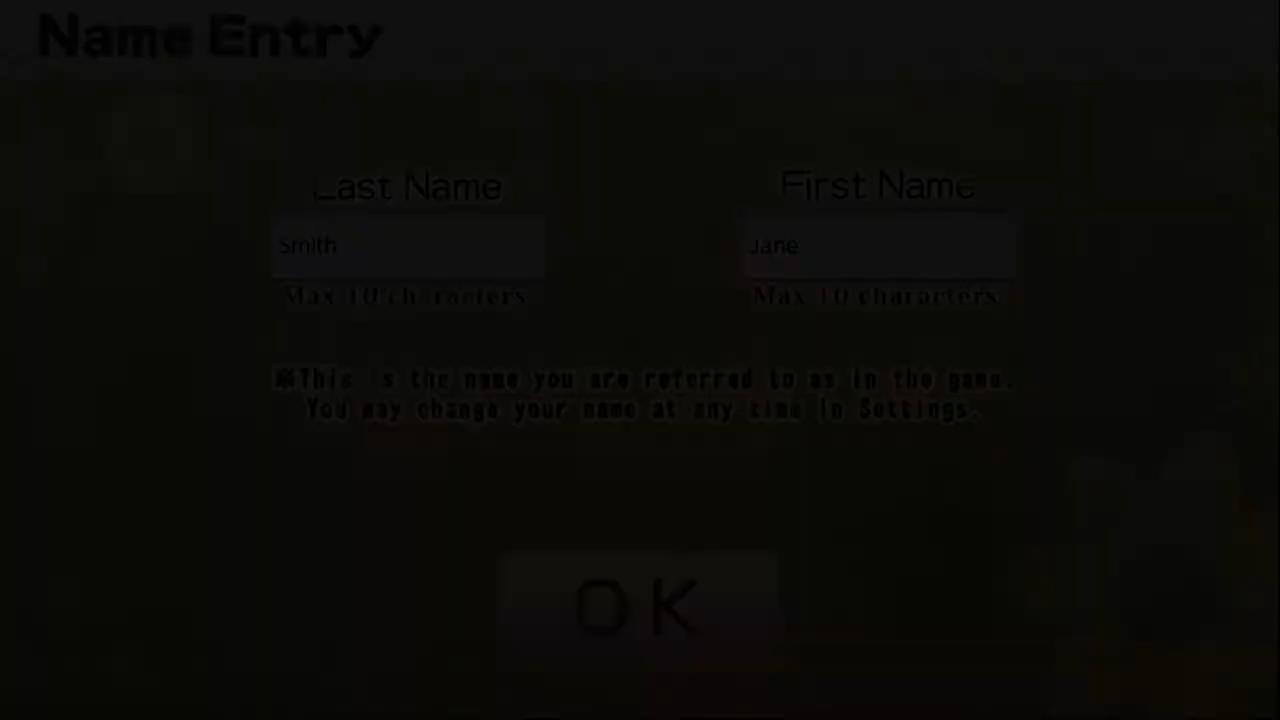 Name Entry
Last Name
First Name
Smith
Jane
Max 10 characters
Max 10 characters
※This is the name you are referred to as in the game.
You may change your name at any time in Settings.
OK